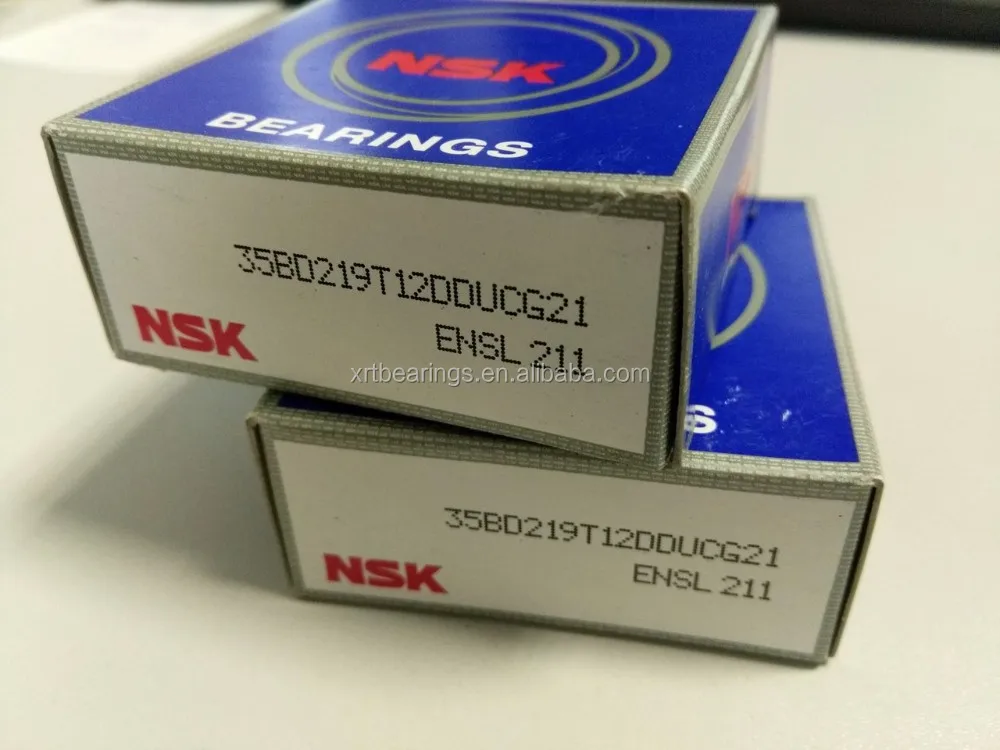 NSK
BEARINGS
35BD219T12DDUCG21
NSK
ENSL 211
xrtbearings.en.alibaba.com
S
35BD219T12DDUCG21
NSK
ENSL 211